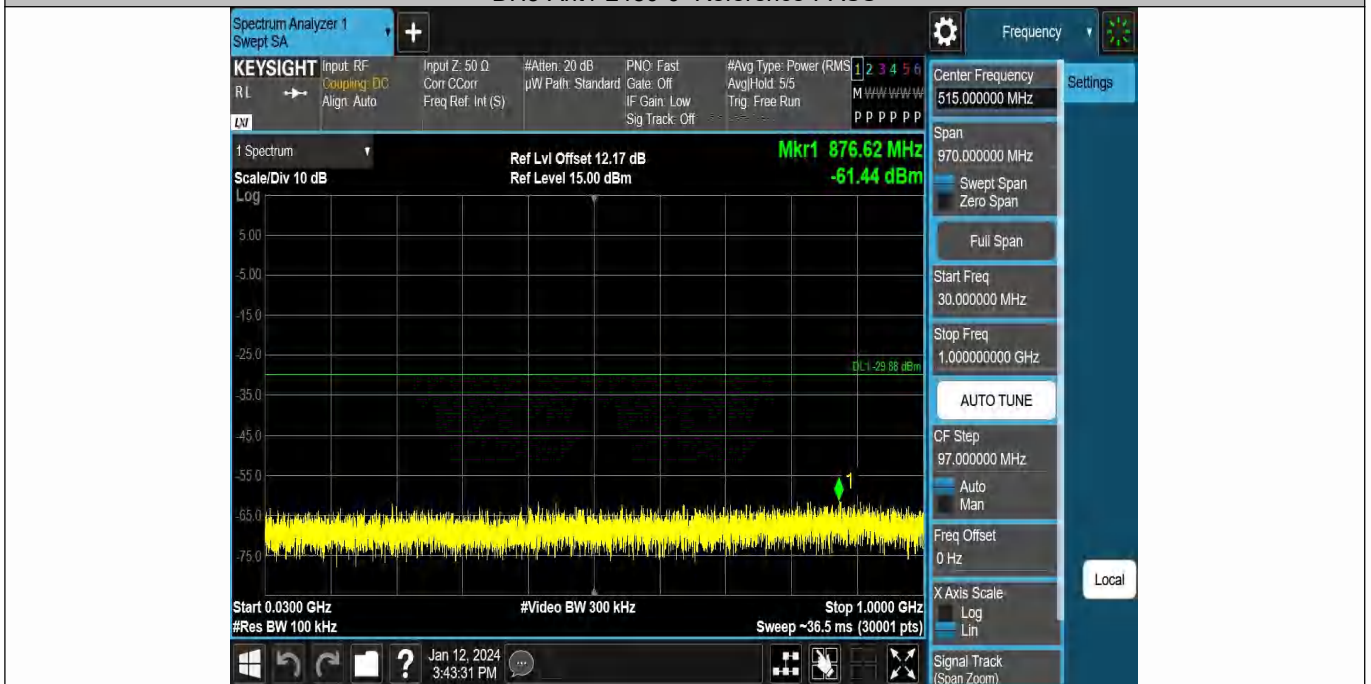 Spectrum Analyzer 1
Swept SA
Frequency
KEYSIGHT
RL
LXI
Input: RF
Coupling: DC
Align: Auto
Input Z: 50 Ω
Corr CCorr
Freq Ref: Int (S)
#Atten: 20 dB
µW Path: Standard
PNO: Fast
Gate: Off
IF Gain: Low
Sig Track: Off
#Avg Type: Power (RMS
Avg|Hold: 5/5
Trig: Free Run
1 2 3 4 5 6
M W W W W W
P P P P P P
1 Spectrum
Scale/Div 10 dB
Ref Lvl Offset 12.17 dB
Ref Level 15.00 dBm
Mkr1 876.62 MHz
-61.44 dBm
Log
5.00
-5.00
-15.0
-25.0
DL1 -29.88 dBm
-35.0
-45.0
-55.0
1
-65.0
-75.0
Start 0.0300 GHz
#Res BW 100 kHz
#Video BW 300 kHz
Stop 1.0000 GHz
Sweep ~36.5 ms (30001 pts)
Jan 12, 2024
3:43:31 PM
Center Frequency
515.000000 MHz
Settings
Span
970.000000 MHz
Swept Span
Zero Span
Full Span
Start Freq
30.000000 MHz
Stop Freq
1.000000000 GHz
AUTO TUNE
CF Step
97.000000 MHz
Auto
Man
Freq Offset
0 Hz
X Axis Scale
Log
Lin
Local
Signal Track
(Span Zoom)